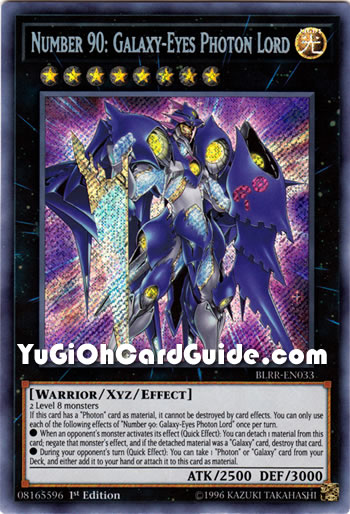 NUMBER 90: GALAXY-EYES PHOTON LORD
光
YuGiOhCardGuide.com
BLRR-EN033
[WARRIOR/XYZ/EFFECT]
2 Level 8 monsters
If this card has a "Photon" card as material, it cannot be destroyed by card effects. You can only use
each of the following effects of "Number 90: Galaxy-Eyes Photon Lord" once per turn.
● When an opponent's monster activates its effect (Quick Effect): You can detach 1 material from this
card; negate that monster's effect, and if the detached material was a "Galaxy" card, destroy that card.
● During your opponent's turn (Quick Effect): You can take 1 "Photon" or "Galaxy" card from your
Deck, and either add it to your hand or attach it to this card as material.
ATK/2500 DEF/3000
08165596 1st Edition ©1996 KAZUKI TAKAHASHI